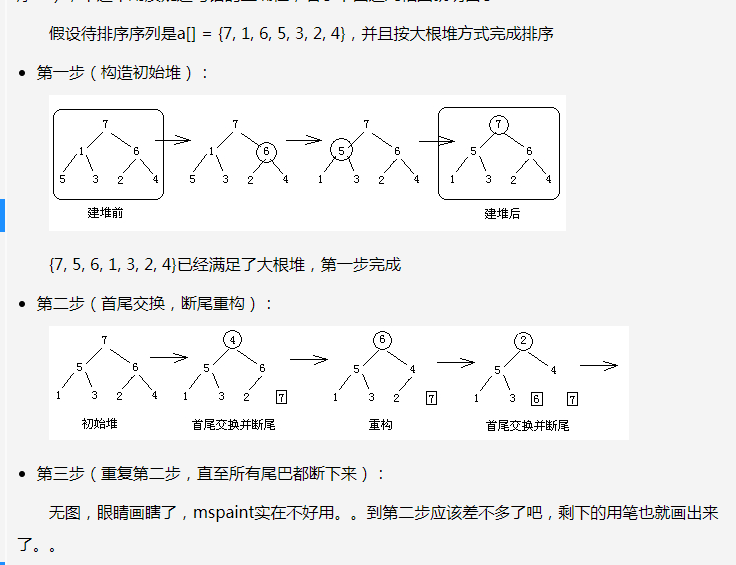 假设待排序序列是a[] = {7, 1, 6, 5, 3, 2, 4}，并且按大根堆方式完成排序
第一步（构造初始堆）：
7 7 7 7
1 6 1 6 5 6 5 6
5 3 2 4 5 3 2 4 1 3 2 4 1 3 2 4
建堆前 建堆后
{7, 5, 6, 1, 3, 2, 4}已经满足了大根堆，第一步完成
第二步（首尾交换，断尾重构）：
7 4 6 2
5 6 5 6 5 4 5 4
1 3 2 4 1 3 2 7 1 3 2 7 1 3 6 7
初始堆 首尾交换并断尾 重构 首尾交换并断尾
第三步（重复第二步，直至所有尾巴都断下来）：
无图，眼睛画瞎了，mspaint实在不好用。。到第二步应该差不多了吧，剩下的用笔也就画出来
了。。